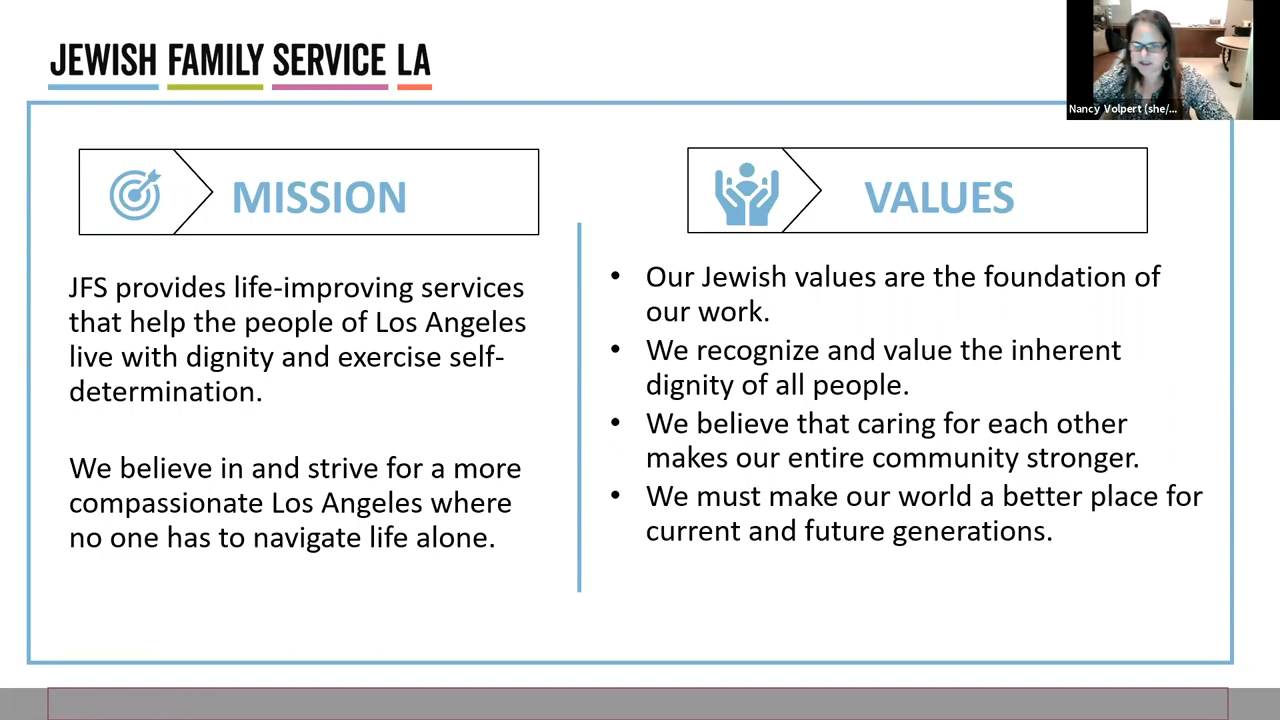 JEWISH FAMILY SERVICE LA
Nancy Volpert (she/...
MISSION
JFS provides life-improving services
that help the people of Los Angeles
live with dignity and exercise self-
determination.
We believe in and strive for a more
compassionate Los Angeles where
no one has to navigate life alone.
VALUES
• Our Jewish values are the foundation of
our work.
• We recognize and value the inherent
dignity of all people.
• We believe that caring for each other
makes our entire community stronger.
• We must make our world a better place for
current and future generations.